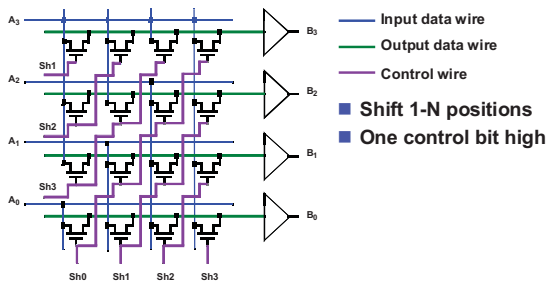 A3
B3
Sh1
A2
B2
Sh2
A1
B1
Sh3
A0
B0
Sh0 Sh1 Sh2 Sh3
Input data wire
Output data wire
Control wire
Shift 1-N positions
One control bit high